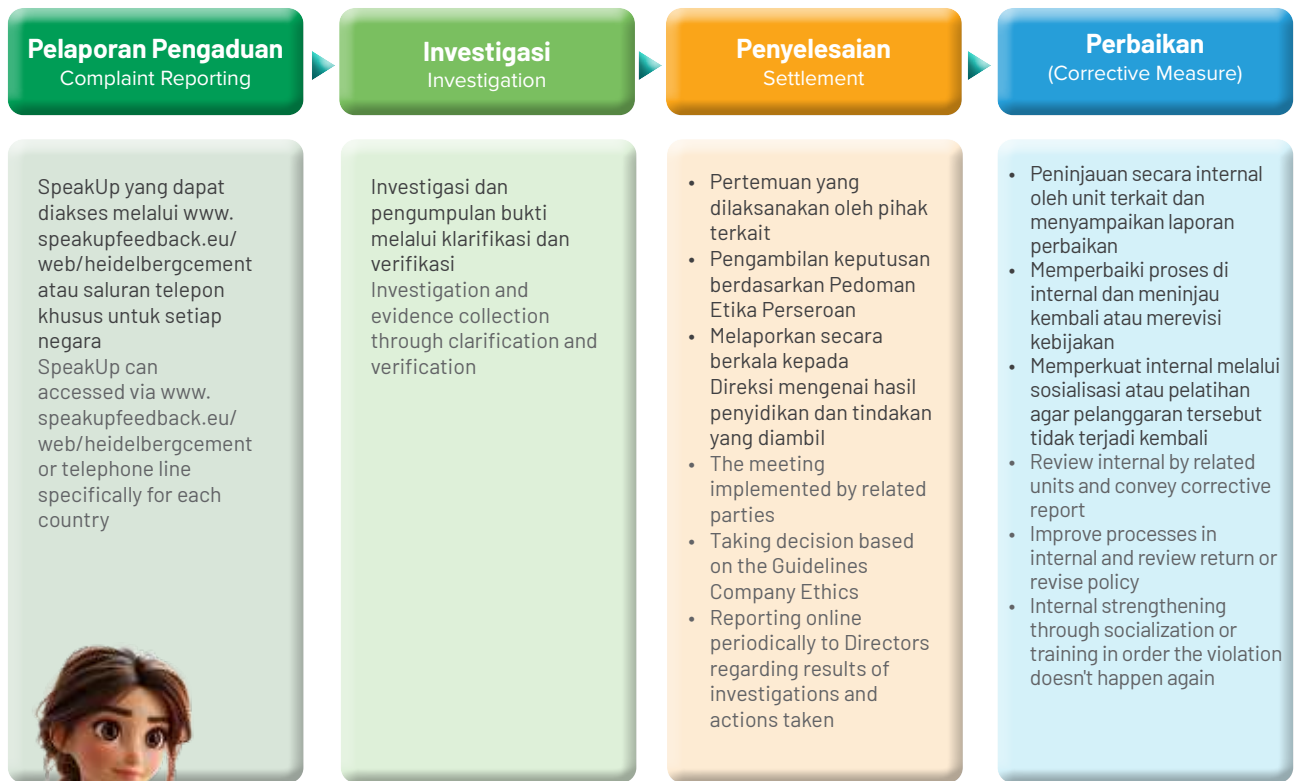 Pelaporan Pengaduan
Complaint Reporting
Investigasi
Investigation
Penyelesaian
Settlement
Perbaikan
(Corrective Measure)
SpeakUp yang dapat
diakses melalui www.
speakupfeedback.eu/
web/heidelbergcement
atau saluran telepon
khusus untuk setiap
negara
SpeakUp can
accessed via www.
speakupfeedback.eu/
web/heidelbergcement
or telephone line
specifically for each
country
Investigasi dan
pengumpulan bukti
melalui klarifikasi dan
verifikasi
Investigation and
evidence collection
through clarification and
verification
• Pertemuan yang
dilaksanakan oleh pihak
terkait
• Pengambilan keputusan
berdasarkan Pedoman
Etika Perseroan
• Melaporkan secara
berkala kepada
Direksi mengenai hasil
penyidikan dan tindakan
yang diambil
• The meeting
implemented by related
parties
• Taking decision based
on the Guidelines
Company Ethics
• Reporting online
periodically to Directors
regarding results of
investigations and
actions taken
• Peninjauan secara internal
oleh unit terkait dan
menyampaikan laporan
perbaikan
• Memperbaiki proses di
internal dan meninjau
kembali atau merevisi
kebijakan
• Memperkuat internal melalui
sosialisasi atau pelatihan
agar pelanggaran tersebut
tidak terjadi kembali
• Review internal by related
units and convey corrective
report
• Improve processes in
internal and review return or
revise policy
• Internal strengthening
through socialization or
training in order the violation
doesn't happen again